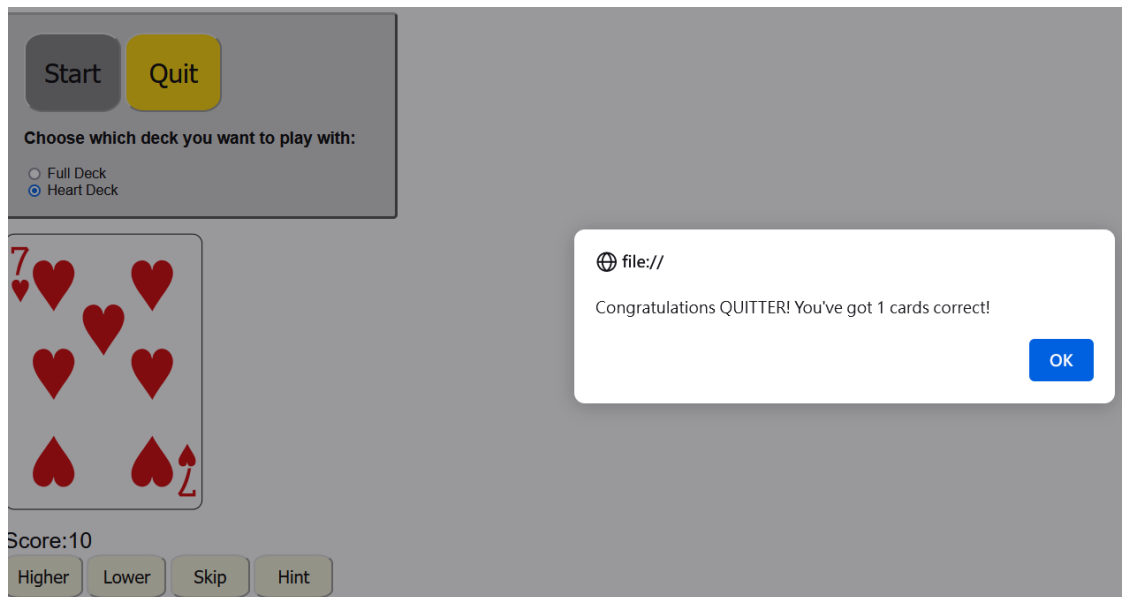 Start Quit
Choose which deck you want to play with:
Full Deck
Heart Deck
7
7
Score:10
Higher Lower Skip Hint
file://
Congratulations QUITTER! You've got 1 cards correct!
OK